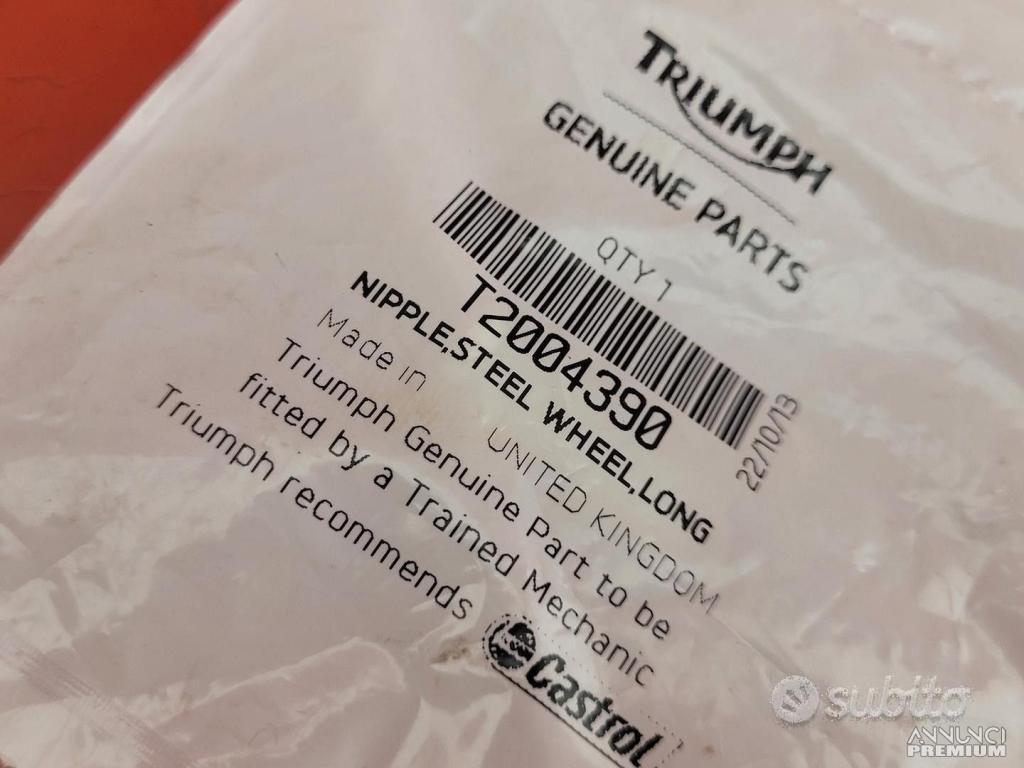 TRIUMPH
GENUINE PARTS
QTY 1
T2004390
22/10/13
NIPPLE,STEEL WHEEL,LONG
Made in UNITED KINGDOM
Triumph Genuine Part to be
fitted by a Trained Mechanic
Triumph recommends Castrol
subito
ANNUNCI
PREMIUM